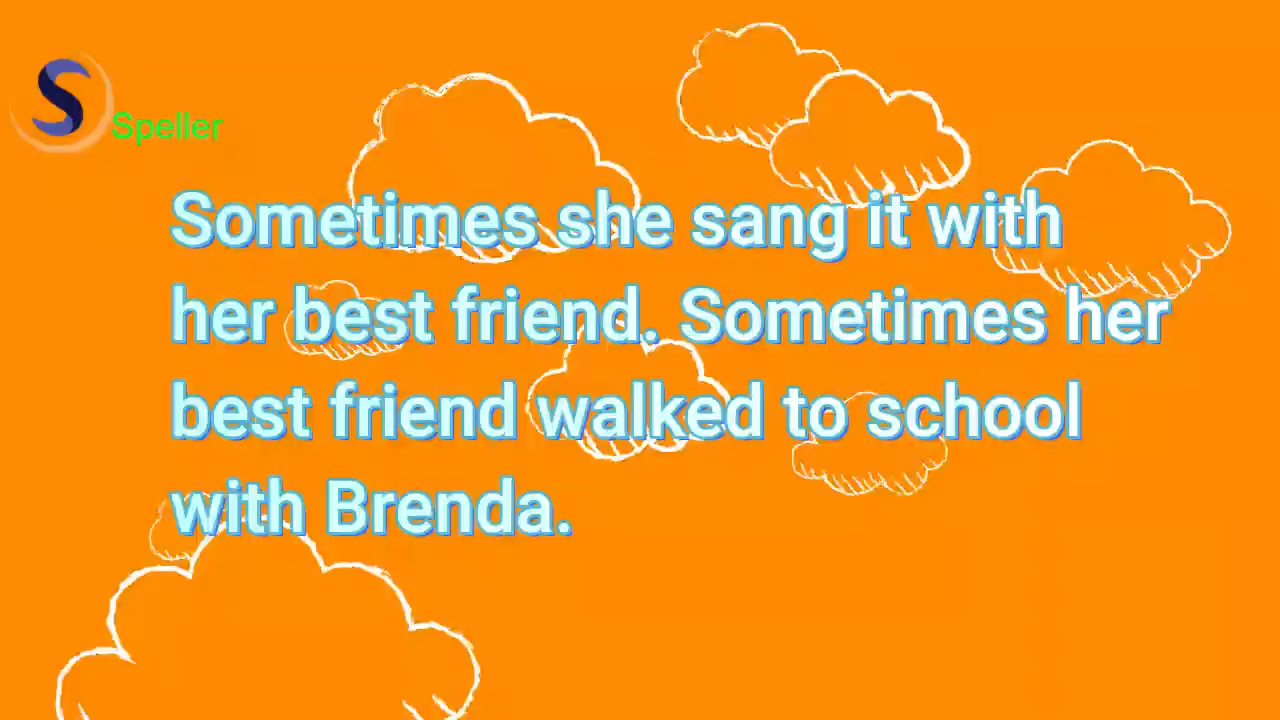 Speller
Sometimes she sang it with
her best friend. Sometimes her
best friend walked to school
with Brenda.